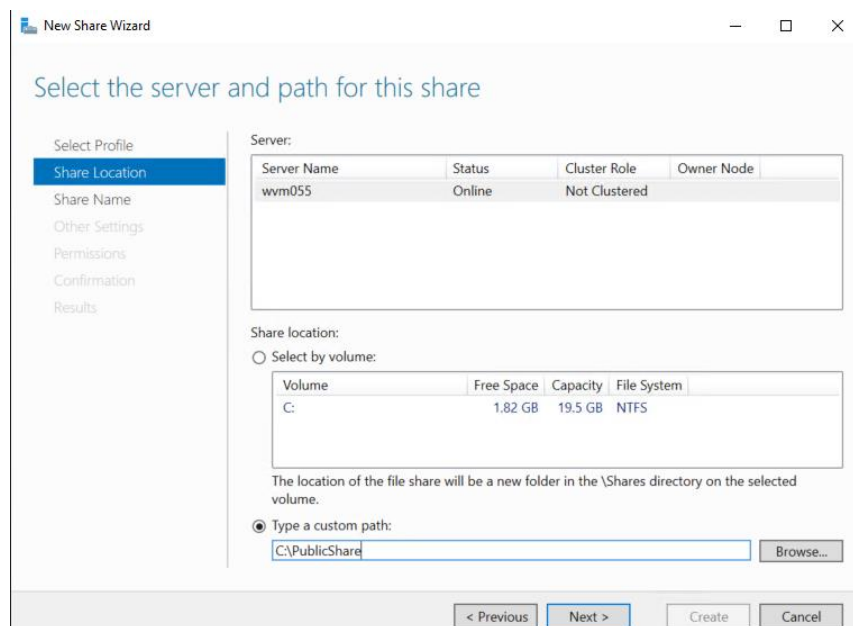 New Share Wizard
Select the server and path for this share
Select Profile
Share Location
Share Name
Other Settings
Permissions
Confirmation
Results
Server:
Server Name Status Cluster Role Owner Node
wvm055 Online Not Clustered
Share location:
Select by volume:
Volume Free Space Capacity File System
C: 1.82 GB 19.5 GB NTFS
The location of the file share will be a new folder in the \Shares directory on the selected
volume.
Type a custom path:
C:\PublicShare
Browse...
< Previous Next > Create Cancel